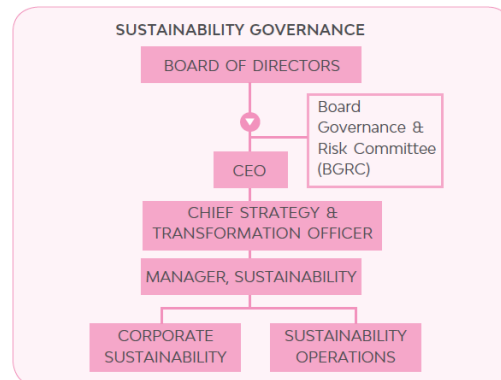 SUSTAINABILITY GOVERNANCE
BOARD OF DIRECTORS
Board
Governance &
Risk Committee
(BGRC)
CEO
CHIEF STRATEGY &
TRANSFORMATION OFFICER
MANAGER, SUSTAINABILITY
CORPORATE
SUSTAINABILITY
SUSTAINABILITY
OPERATIONS